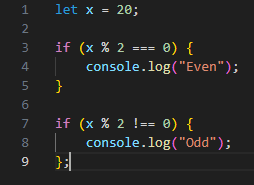 1 let x = 20;
2
3 if (x % 2 === 0) {
4     console.log("Even");
5 }
6
7 if (x % 2 !== 0) {
8     console.log("Odd");
9 };